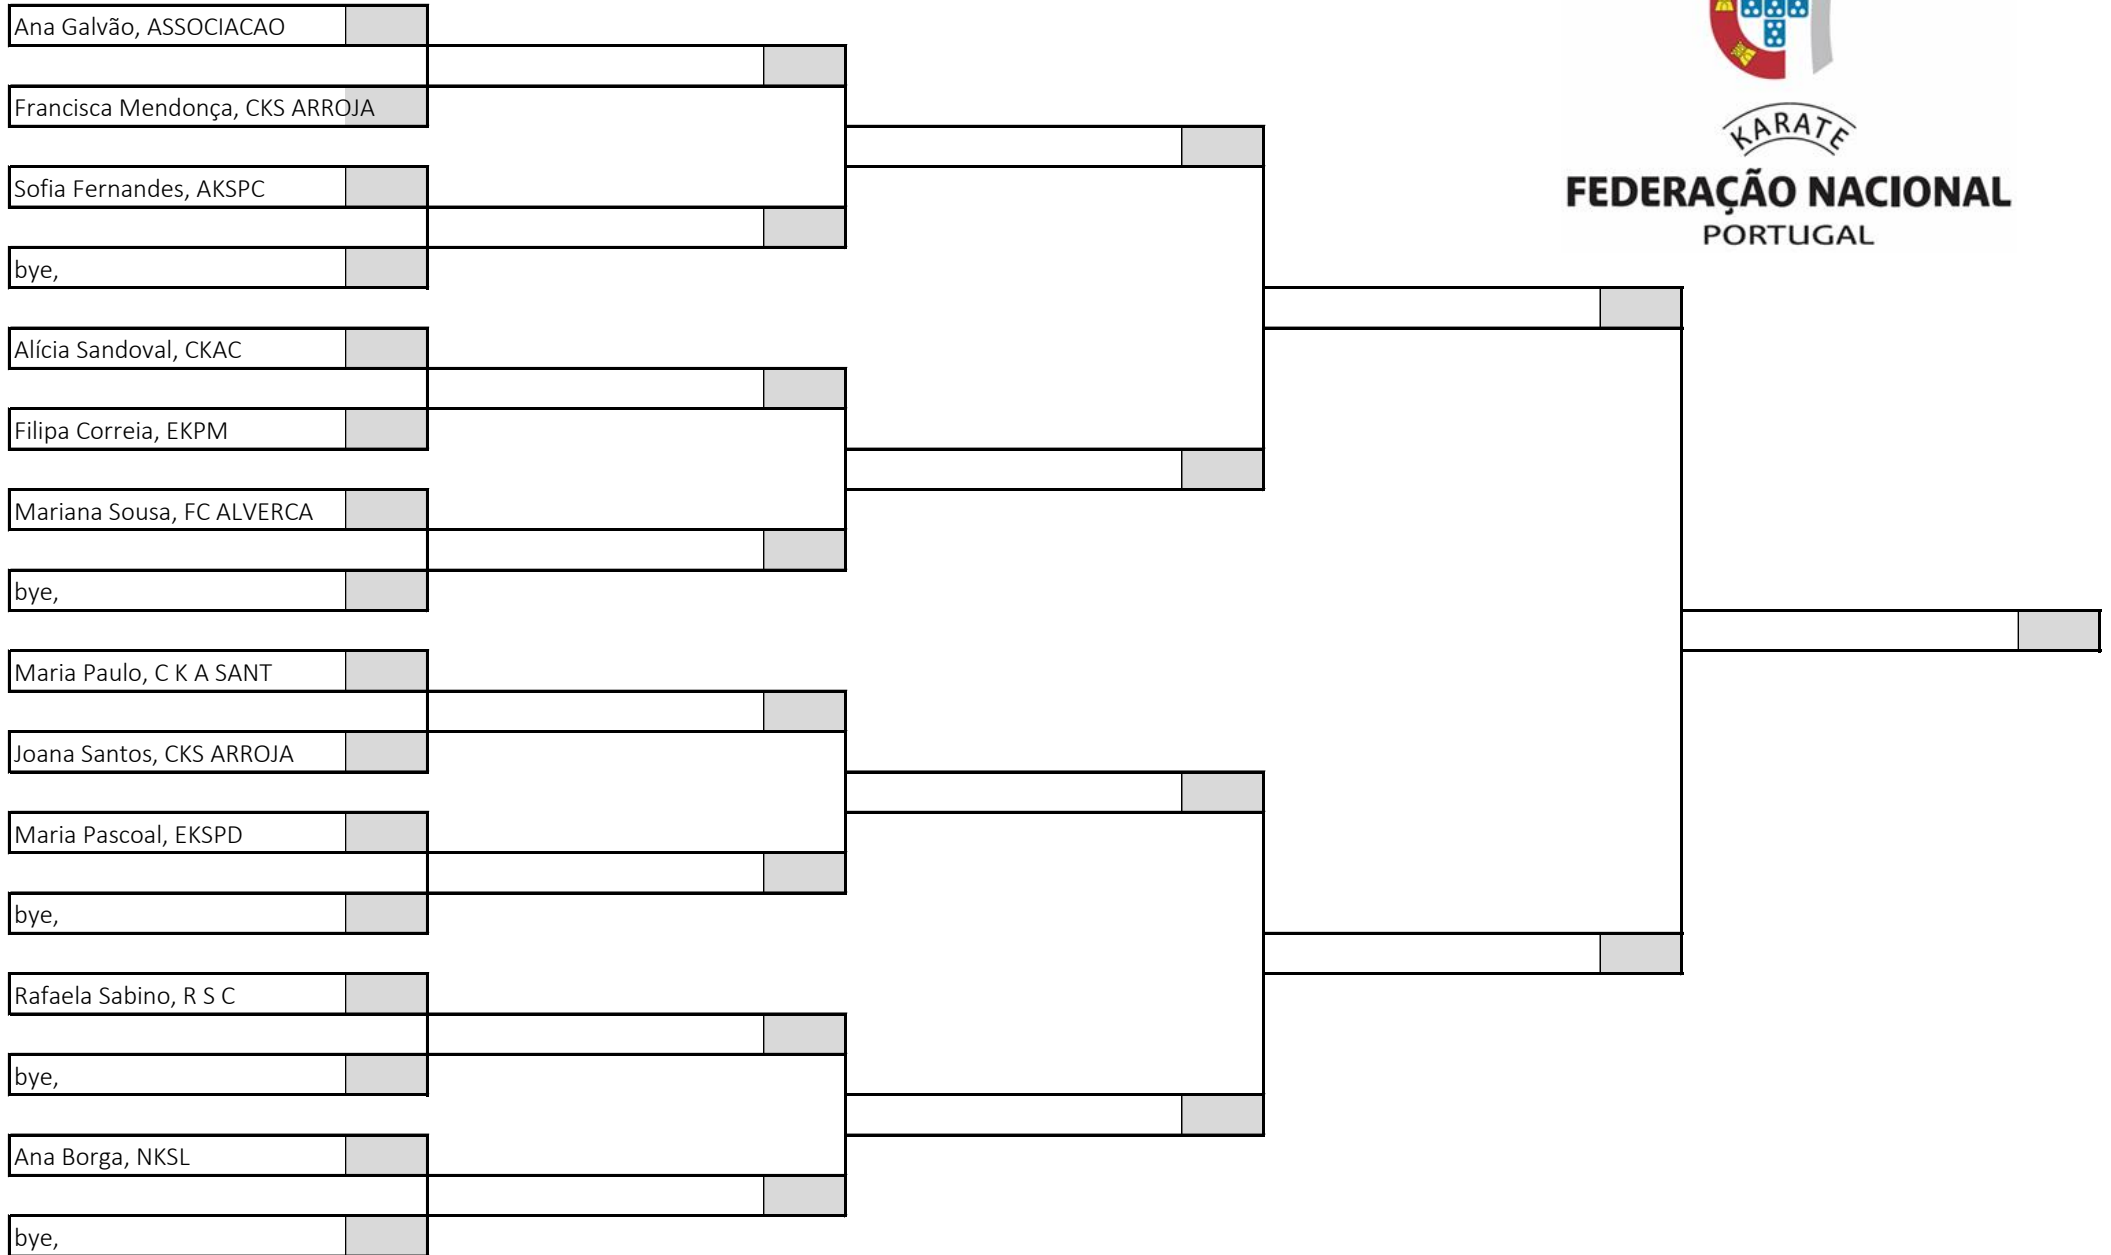 Ana Galvão, ASSOCIACAO
Francisca Mendonça, CKS ARROJA
Sofia Fernandes, AKSPC
bye,
Alícia Sandoval, CKAC
Filipa Correia, EKPM
Mariana Sousa, FC ALVERCA
bye,
Maria Paulo, C K A SANT
Joana Santos, CKS ARROJA
Maria Pascoal, EKSPD
bye,
Rafaela Sabino, R S C
bye,
Ana Borga, NKSL
bye,
KARATE
FEDERAÇÃO NACIONAL
PORTUGAL